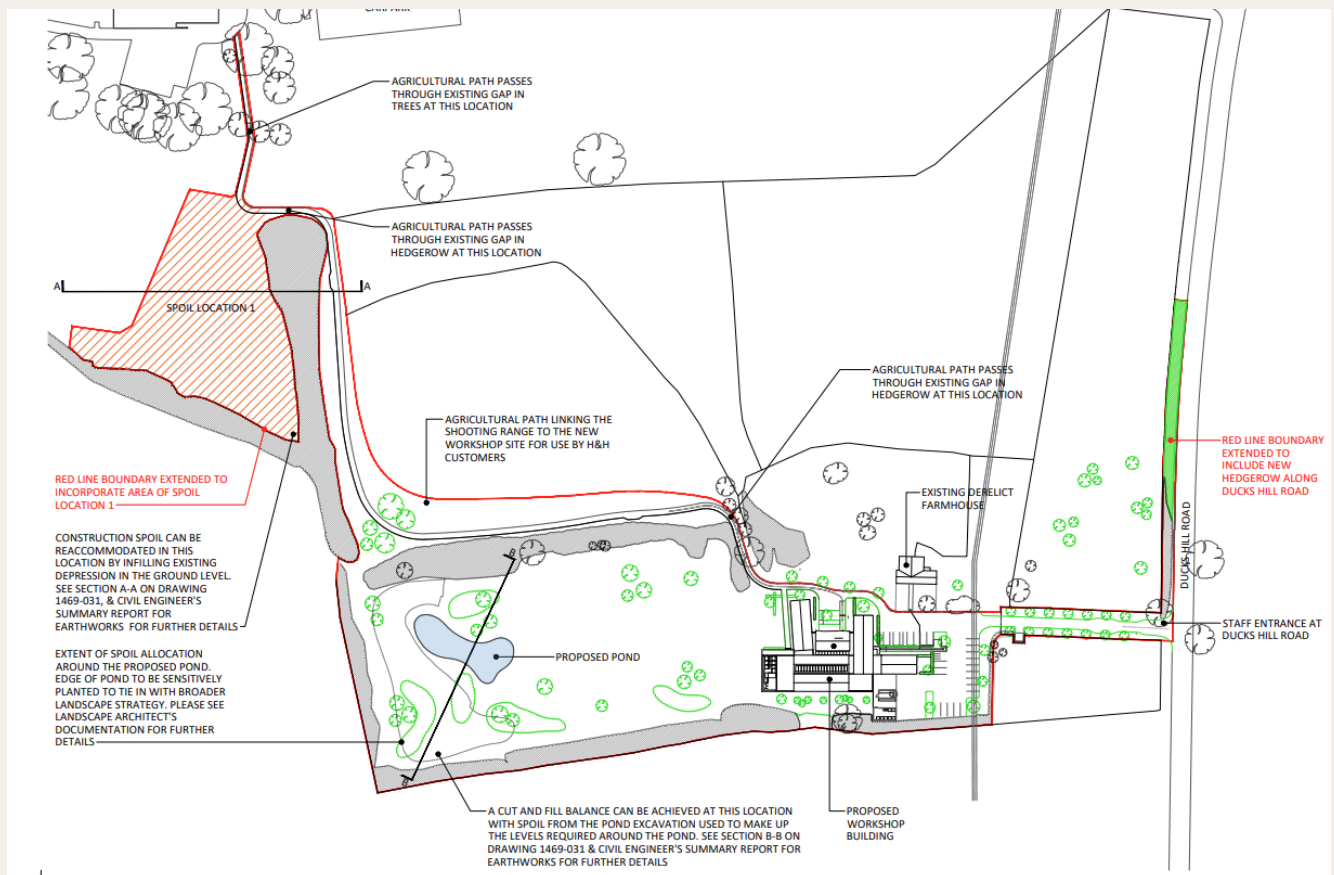 CARPARK
AGRICULTURAL PATH PASSES
THROUGH EXISTING GAP IN
TREES AT THIS LOCATION
AGRICULTURAL PATH PASSES
THROUGH EXISTING GAP IN
HEDGEROW AT THIS LOCATION
A
A
SPOIL LOCATION 1
AGRICULTURAL PATH PASSES
THROUGH EXISTING GAP IN
HEDGEROW AT THIS LOCATION
AGRICULTURAL PATH LINKING THE
SHOOTING RANGE TO THE NEW
WORKSHOP SITE FOR USE BY H&H
CUSTOMERS
RED LINE BOUNDARY
EXTENDED TO
INCLUDE NEW
HEDGEROW ALONG
DUCKS HILL ROAD
RED LINE BOUNDARY EXTENDED TO
INCORPORATE AREA OF SPOIL
LOCATION 1
EXISTING DERELICT
FARMHOUSE
DUCKS HILL ROAD
CONSTRUCTION SPOIL CAN BE
REACCOMMODATED IN THIS
LOCATION BY INFILLING EXISTING
DEPRESSION IN THE GROUND LEVEL.
SEE SECTION A-A ON DRAWING
1469-031, & CIVIL ENGINEER'S
SUMMARY REPORT FOR
EARTHWORKS FOR FURTHER DETAILS
B
STAFF ENTRANCE AT
DUCKS HILL ROAD
EXTENT OF SPOIL ALLOCATION
AROUND THE PROPOSED POND.
EDGE OF POND TO BE SENSITIVELY
PLANTED TO TIE IN WITH BROADER
LANDSCAPE STRATEGY. PLEASE SEE
LANDSCAPE ARCHITECT'S
DOCUMENTATION FOR FURTHER
DETAILS
PROPOSED POND
B
A CUT AND FILL BALANCE CAN BE ACHIEVED AT THIS LOCATION
WITH SPOIL FROM THE POND EXCAVATION USED TO MAKE UP
THE LEVELS REQUIRED AROUND THE POND. SEE SECTION B-B ON
DRAWING 1469-031 & CIVIL ENGINEER'S SUMMARY REPORT FOR
EARTHWORKS FOR FURTHER DETAILS
PROPOSED
WORKSHOP
BUILDING